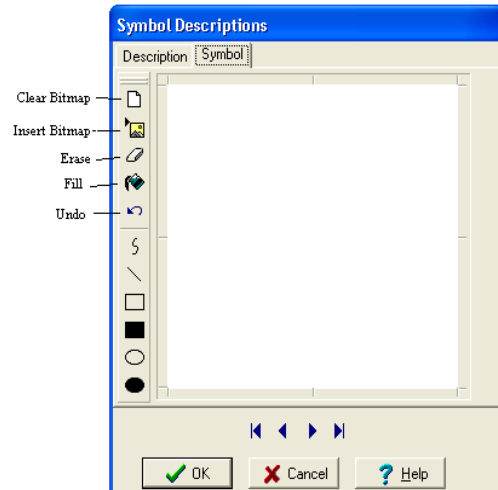 Symbol Descriptions
Description Symbol
Clear Bitmap
Insert Bitmap
Erase
Fill
Undo
OK Cancel Help